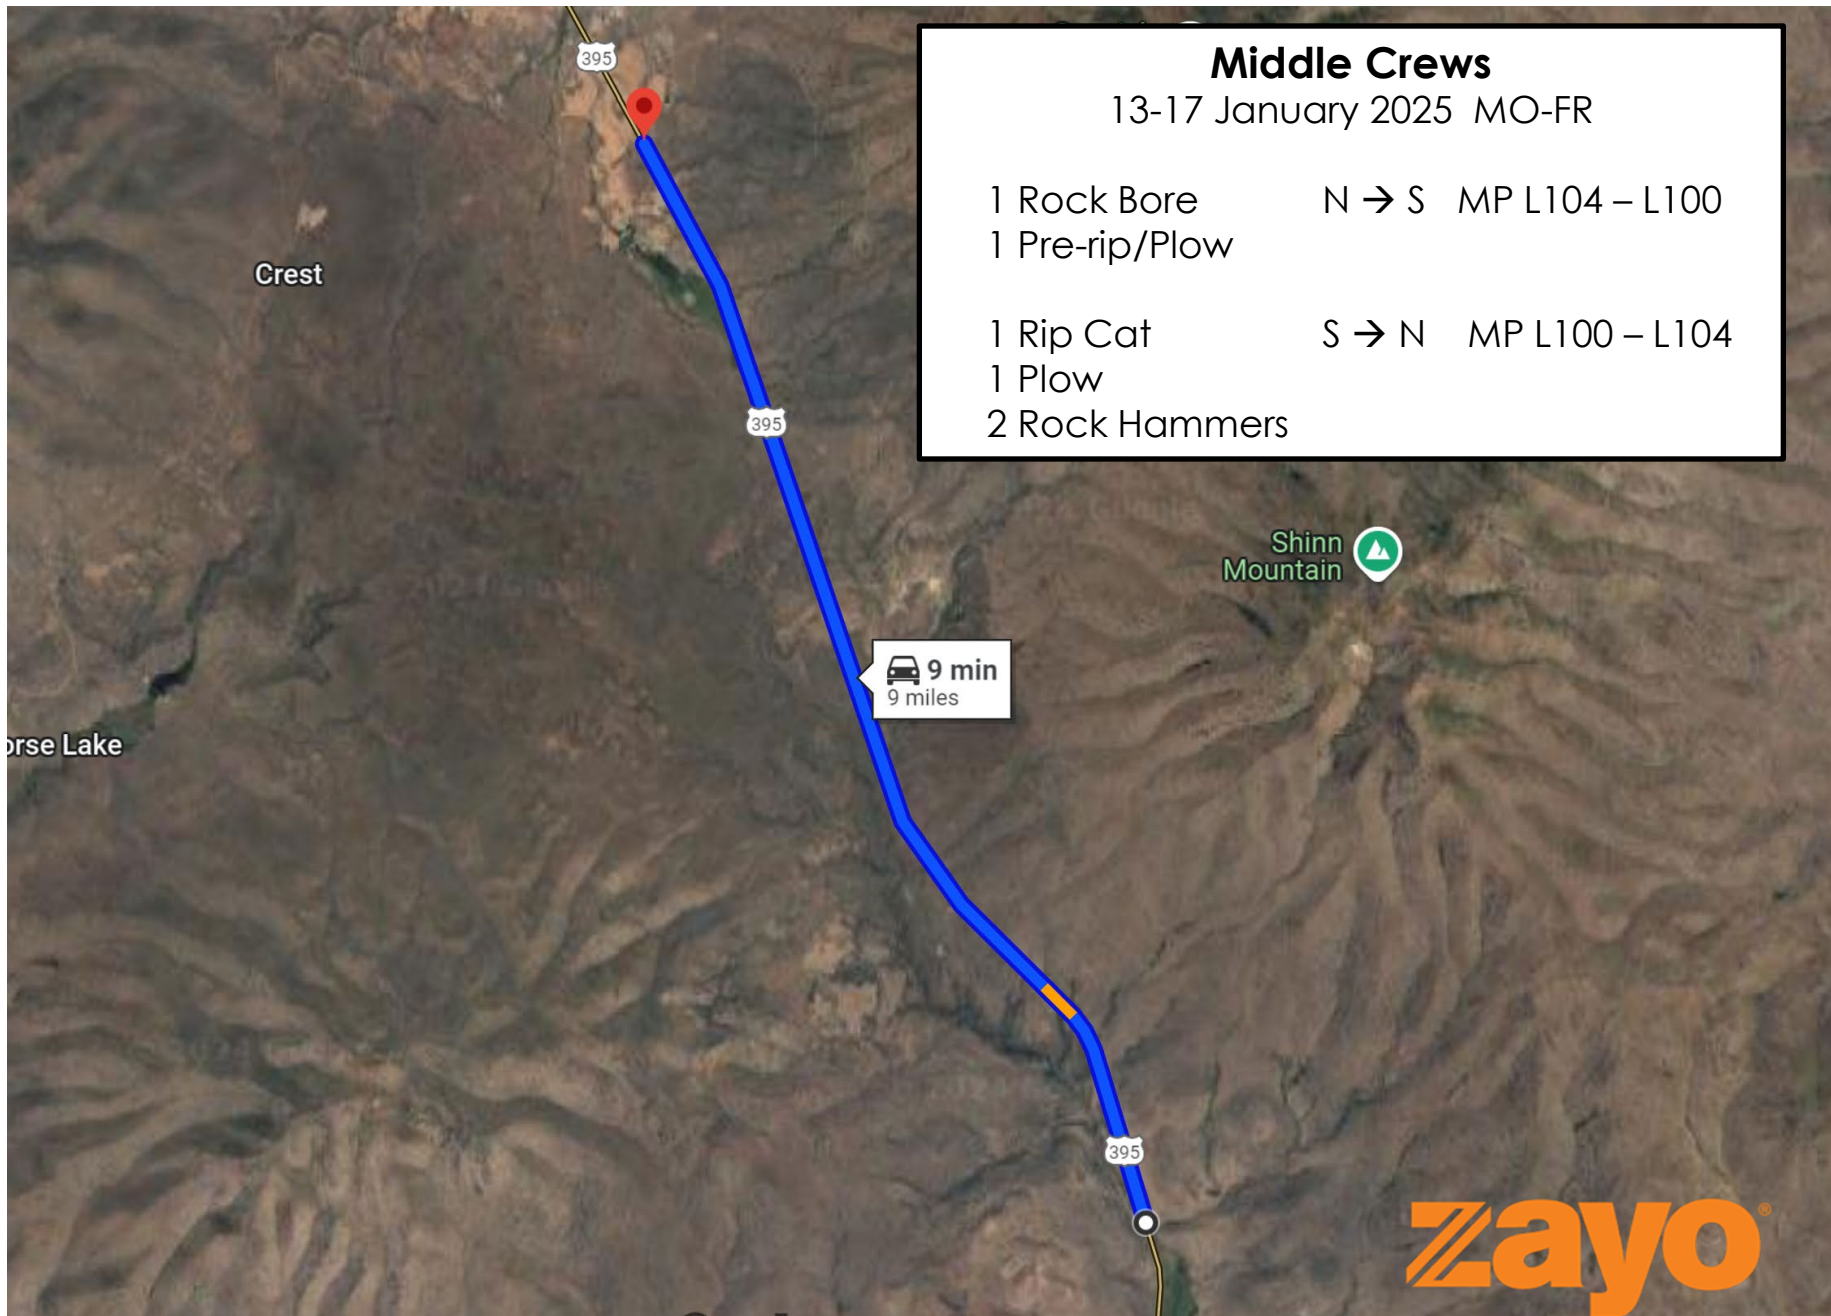 Middle Crews
13-17 January 2025 MO-FR
1 Rock Bore N → S MP L104 – L100
1 Pre-rip/Plow
1 Rip Cat S → N MP L100 – L104
1 Plow
2 Rock Hammers
395
Crest
395
Shinn
Mountain
9 min
9 miles
orse Lake
395
zayo®